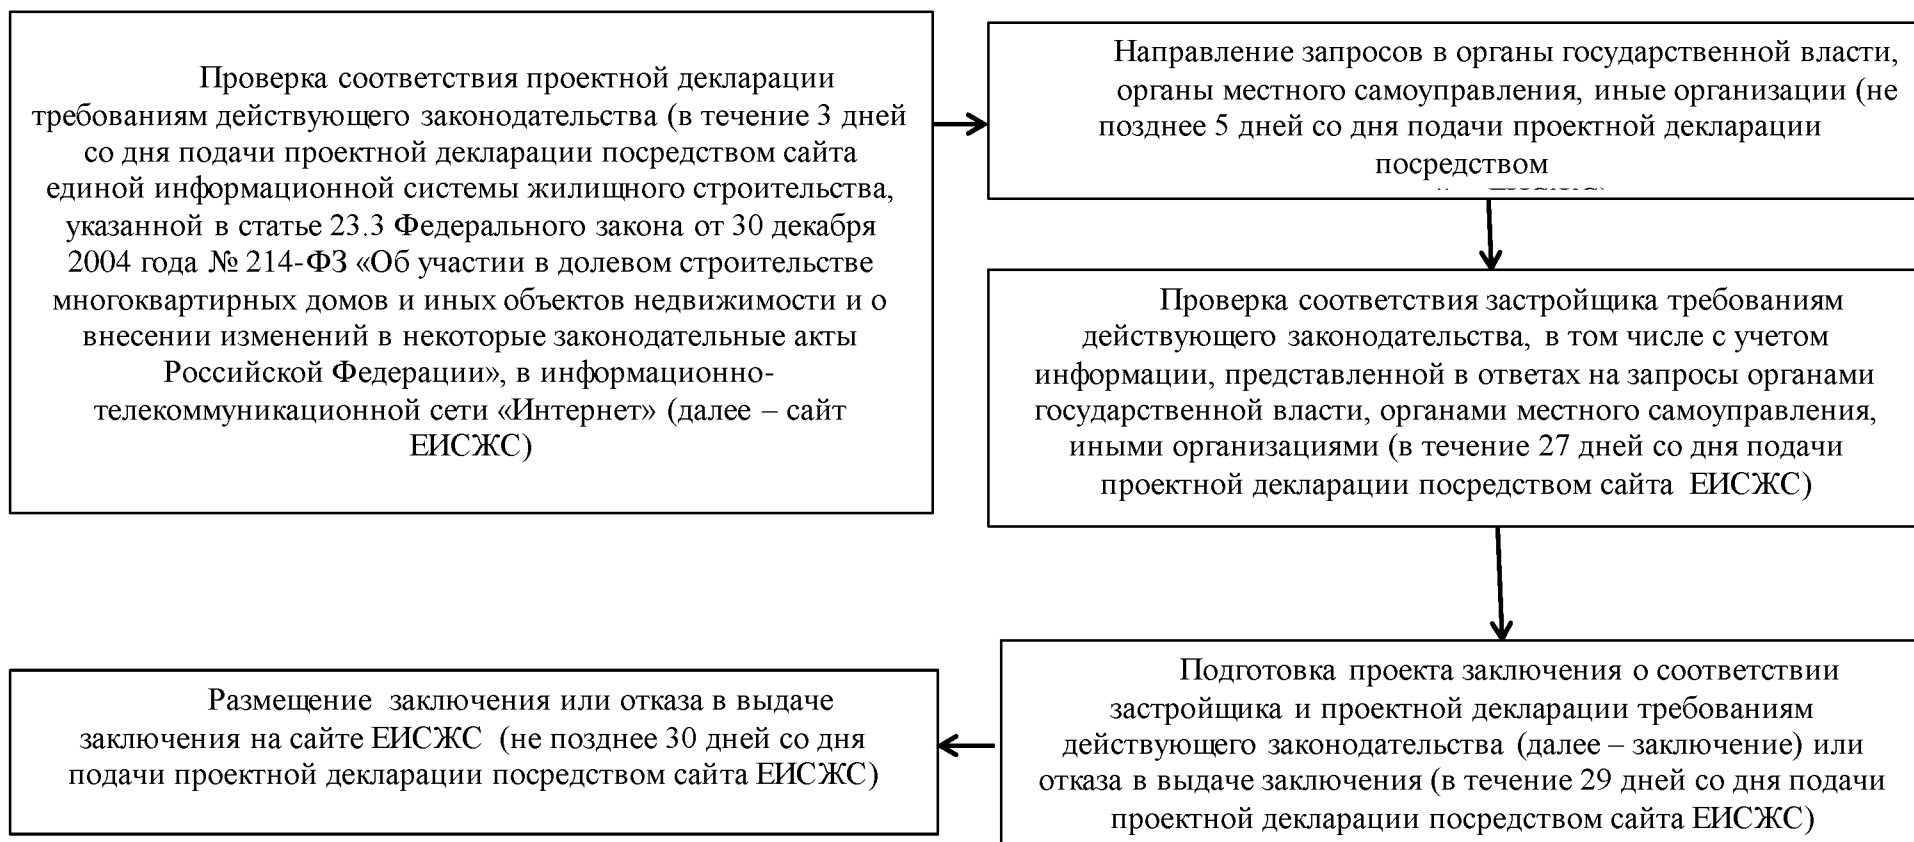 Проверка соответствия проектной декларации
требованиям действующего законодательства (в течение 3 дней
со дня подачи проектной декларации посредством сайта
единой информационной системы жилищного строительства,
указанной в статье 23.3 Федерального закона от 30 декабря
2004 года № 214-ФЗ «Об участии в долевом строительстве
многоквартирных домов и иных объектов недвижимости и о
внесении изменений в некоторые законодательные акты
Российской Федерации», в информационно-
телекоммуникационной сети «Интернет» (далее – сайт
ЕИСЖС)
Направление запросов в органы государственной власти,
органы местного самоуправления, иные организации (не
позднее 5 дней со дня подачи проектной декларации
посредством
Проверка соответствия застройщика требованиям
действующего законодательства, в том числе с учетом
информации, представленной в ответах на запросы органами
государственной власти, органами местного самоуправления,
иными организациями (в течение 27 дней со дня подачи
проектной декларации посредством сайта ЕИСЖС)
Подготовка проекта заключения о соответствии
застройщика и проектной декларации требованиям
действующего законодательства (далее – заключение) или
отказа в выдаче заключения (в течение 29 дней со дня подачи
проектной декларации посредством сайта ЕИСЖС)
Размещение заключения или отказа в выдаче
заключения на сайте ЕИСЖС (не позднее 30 дней со дня
подачи проектной декларации посредством сайта ЕИСЖС)